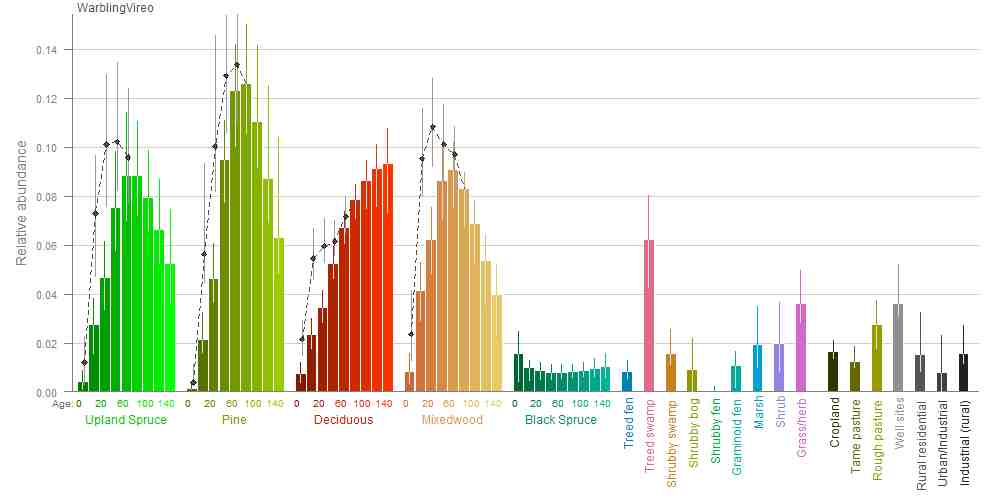 WarblingVireo
Relative abundance
0.14
0.12
0.10
0.08
0.06
0.04
0.02
0.00
Age: 0 20 60 100 140 0 20 60 100 140 0 20 60 100 140 0 20 60 100 140 0 20 60 100 140
Upland Spruce Pine Deciduous Mixedwood Black Spruce
Treed fen
Treed swamp
Shrubby swamp
Shrubby bog
Shrubby fen
Graminoid fen
Marsh
Shrub
Grass/herb
Cropland
Tame pasture
Rough pasture
Well sites
Rural residential
Urban/Industrial
Industrial (rural)